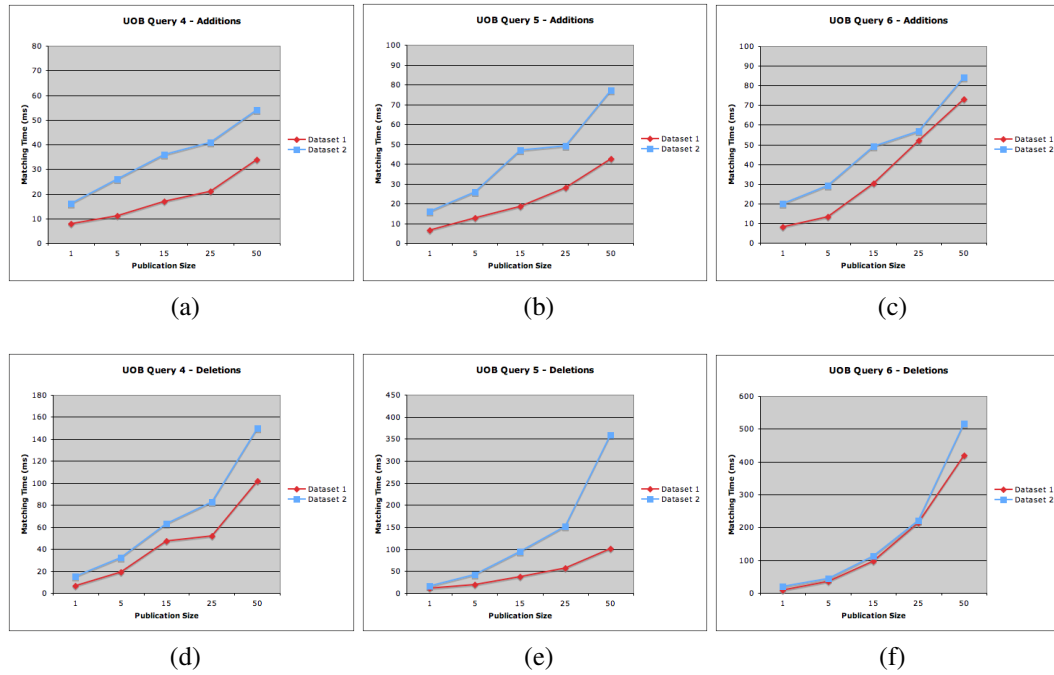 UOB Query 4 - Additions
80
70
60
50
40
30
20
10
0
Matching Time (ms)
1 5 15 25 50
Publication Size
Dataset 1
Dataset 2
(a)
UOB Query 5 - Additions
100
90
80
70
60
50
40
30
20
10
0
Matching Time (ms)
1 5 15 25 50
Publication Size
Dataset 1
Dataset 2
(b)
UOB Query 6 - Additions
100
90
80
70
60
50
40
30
20
10
0
Matching Time (ms)
1 5 15 25 50
Publication Size
Dataset 1
Dataset 2
(c)
UOB Query 4 - Deletions
180
160
140
120
100
80
60
40
20
0
Matching Time (ms)
1 5 15 25 50
Publication Size
Dataset 1
Dataset 2
(d)
UOB Query 5 - Deletions
450
400
350
300
250
200
150
100
50
0
Matching Time (ms)
1 5 15 25 50
Publication Size
Dataset 1
Dataset 2
(e)
UOB Query 6 - Deletions
600
500
400
300
200
100
0
Matching Time (ms)
1 5 15 25 50
Publication Size
Dataset 1
Dataset 2
(f)